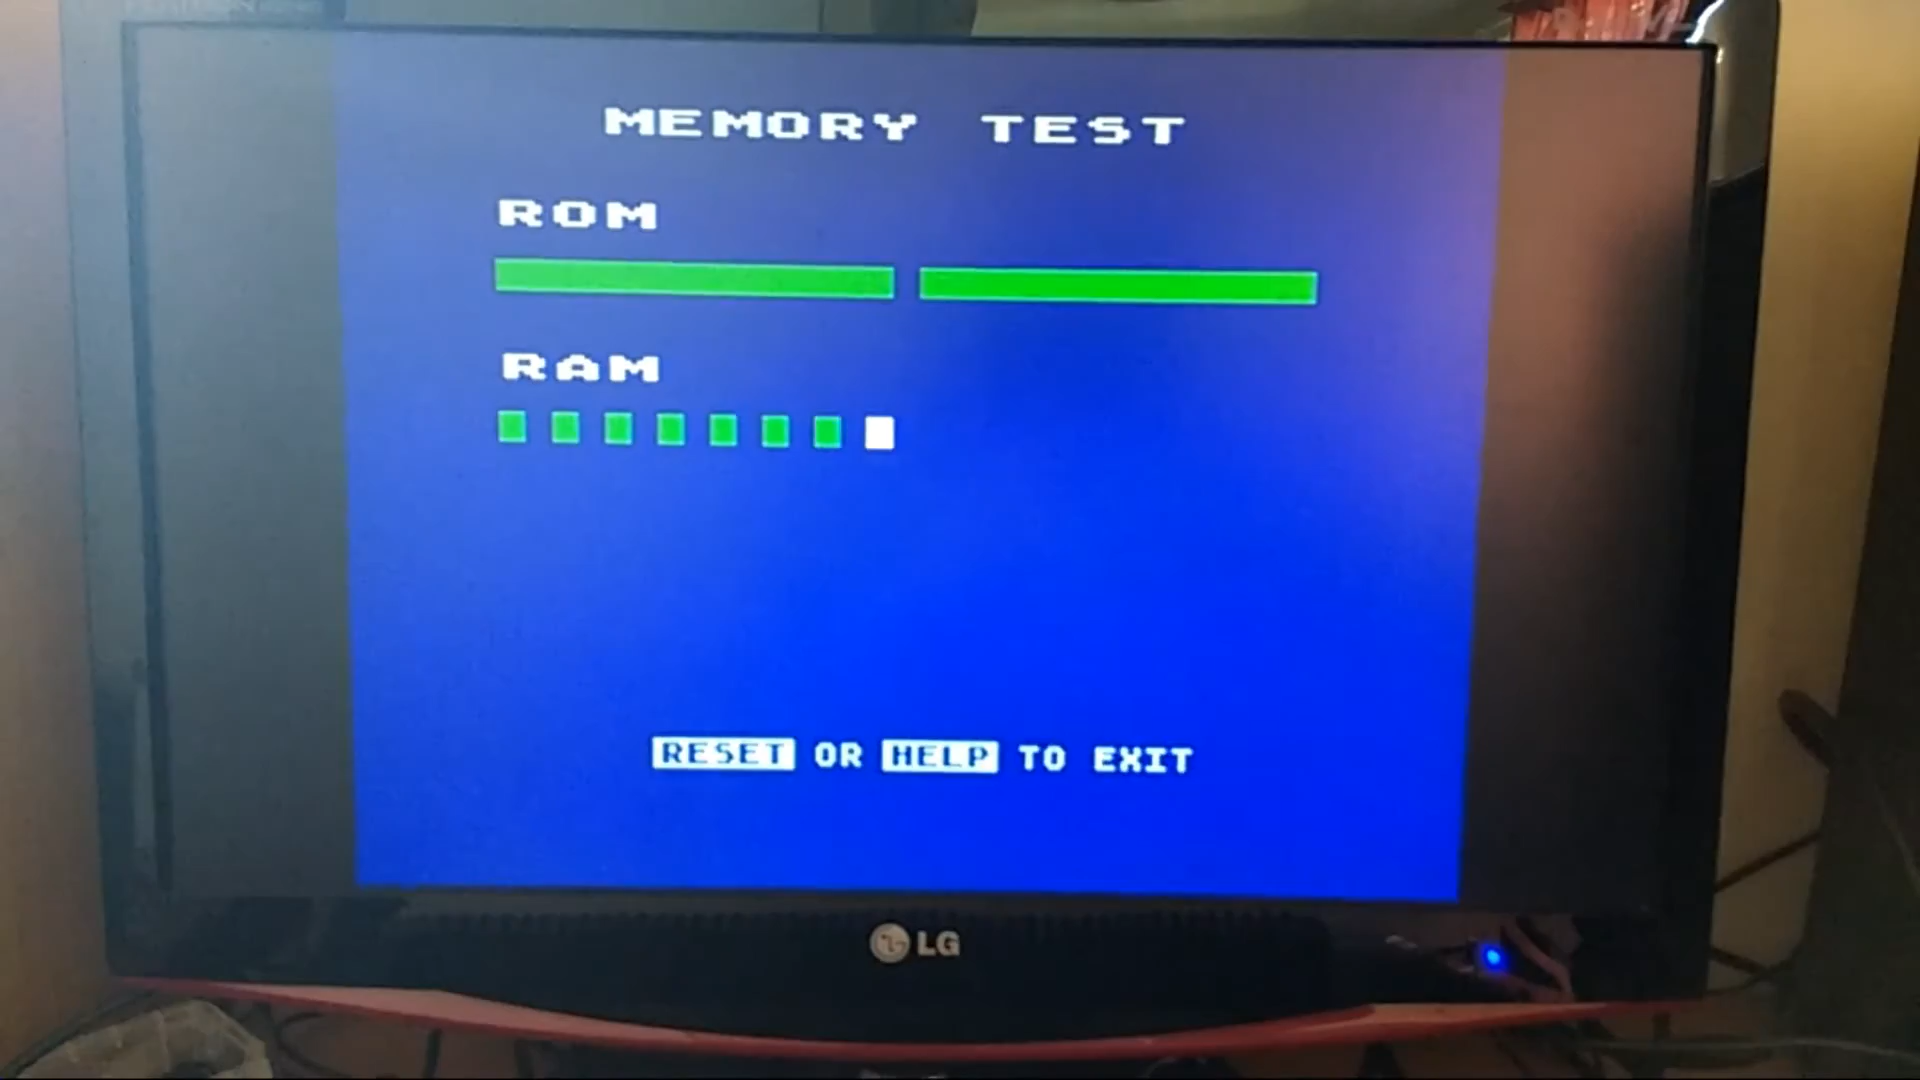 MEMORY TEST
ROM
RAM
RESET OR HELP TO EXIT
LG